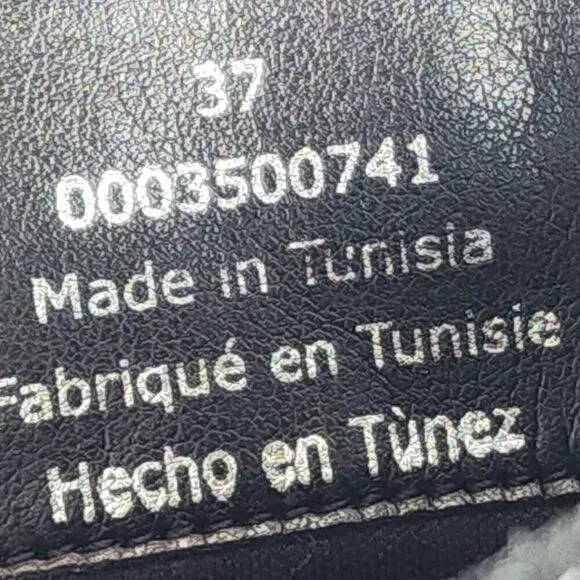 37
0003500741
Made in Tunisia
Fabriqué en Tunisie
Hecho en Tùnez